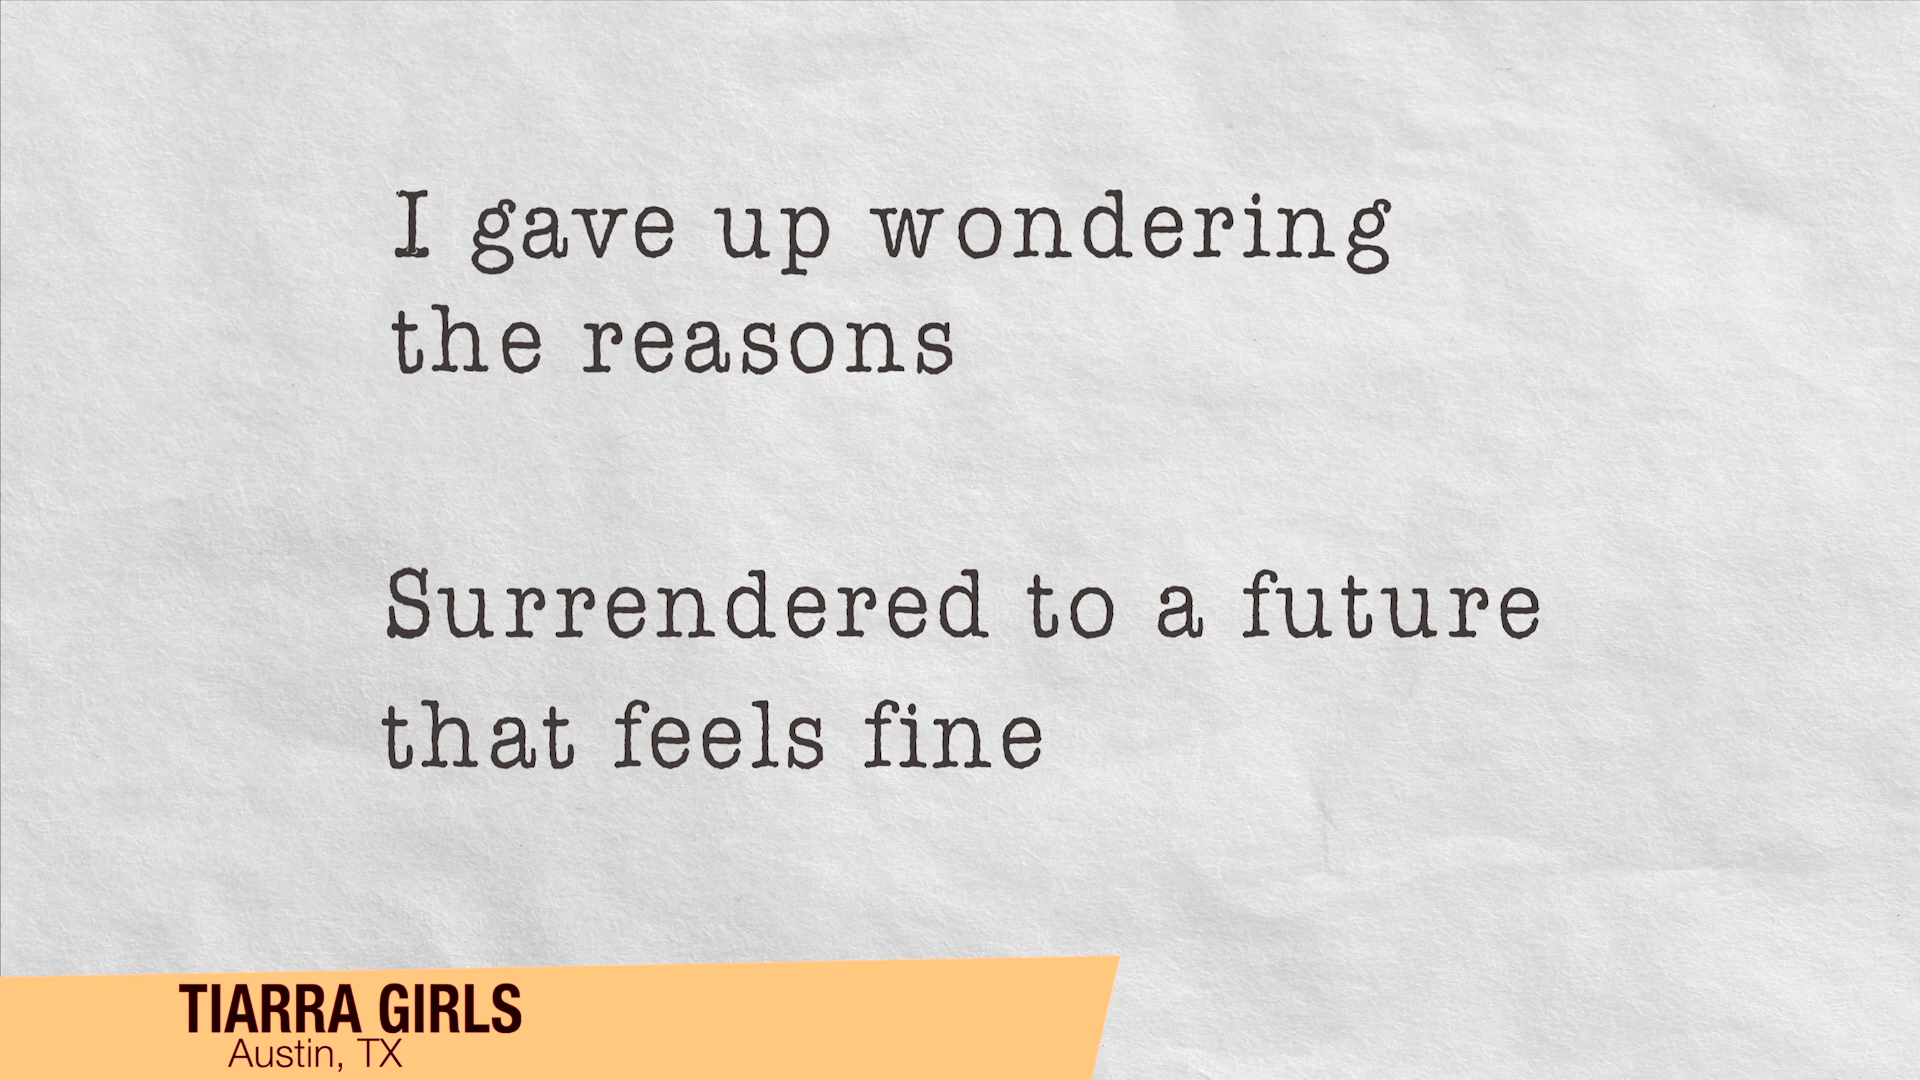 I gave up wondering
the reasons
Surrendered to a future
that feels fine
TIARRA GIRLS
Austin, TX